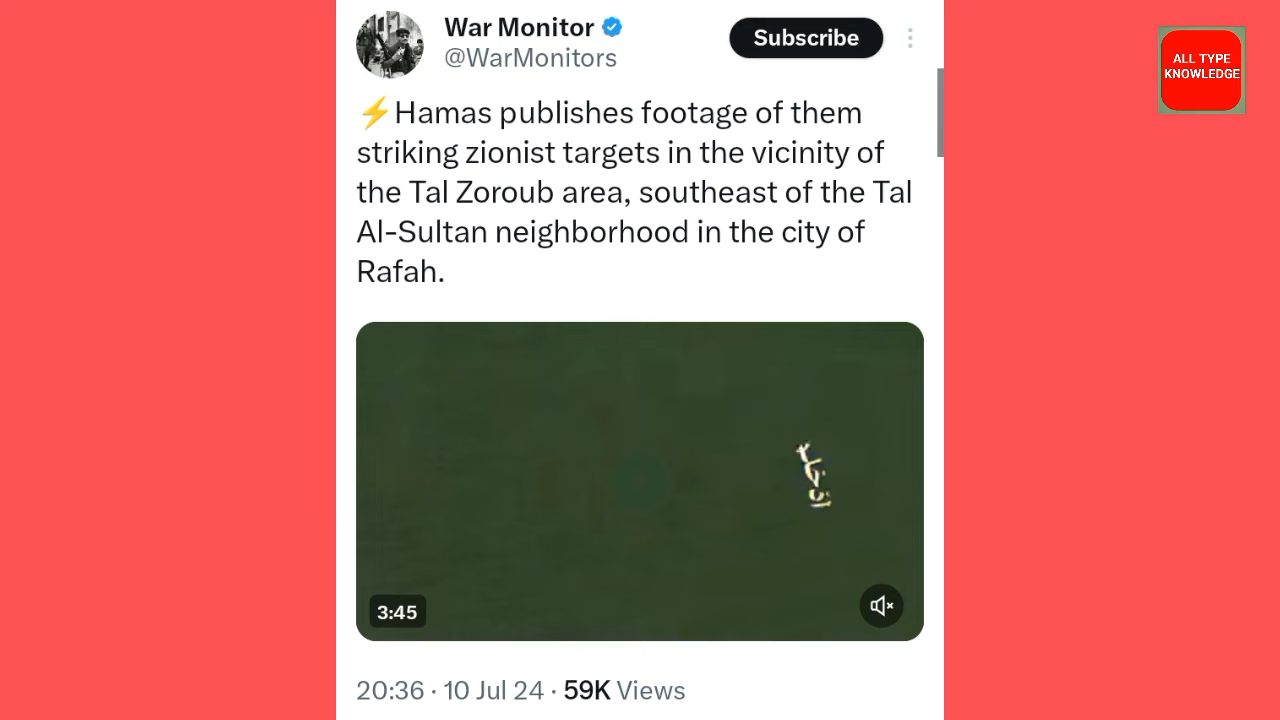 War Monitor
@WarMonitors
Subscribe
ALL TYPE
KNOWLEDGE
⚡Hamas publishes footage of them
striking zionist targets in the vicinity of
the Tal Zoroub area, southeast of the Tal
Al-Sultan neighborhood in the city of
Rafah.
3:45
20:36 · 10 Jul 24 · 59K Views